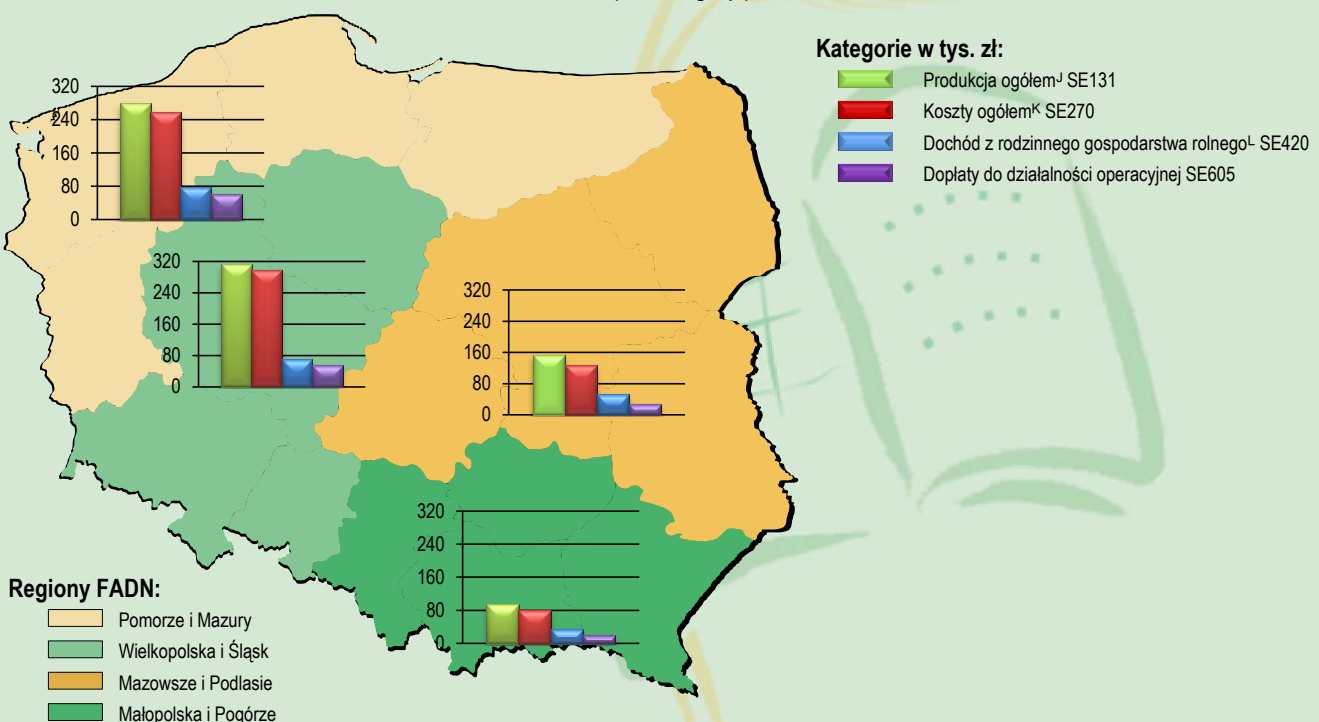 Kategorie w tys. zł:
Produkcja ogółemᴶ SE131
Koszty ogółemᴷ SE270
Dochód z rodzinnego gospodarstwa rolnegoᴸ SE420
Dopłaty do działalności operacyjnej SE605
320
240
160
80
0
320
240
160
80
0
320
240
160
80
0
320
240
160
80
0
Regiony FADN:
Pomorze i Mazury
Wielkopolska i Śląsk
Mazowsze i Podlasie
Małopolska i Pogórze